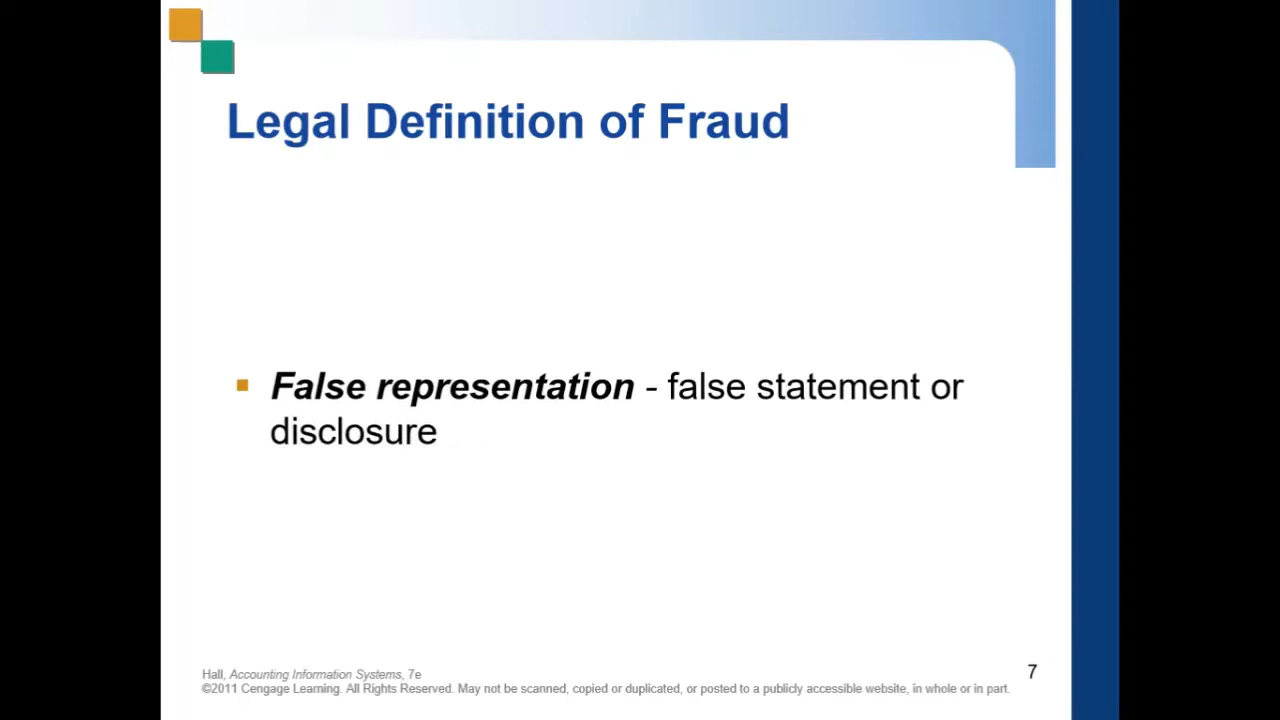 Legal Definition of Fraud
▪ False representation - false statement or
disclosure
Hall, Accounting Information Systems, 7e
©2011 Cengage Learning. All Rights Reserved. May not be scanned, copied or duplicated, or posted to a publicly accessible website, in whole or in part.
7